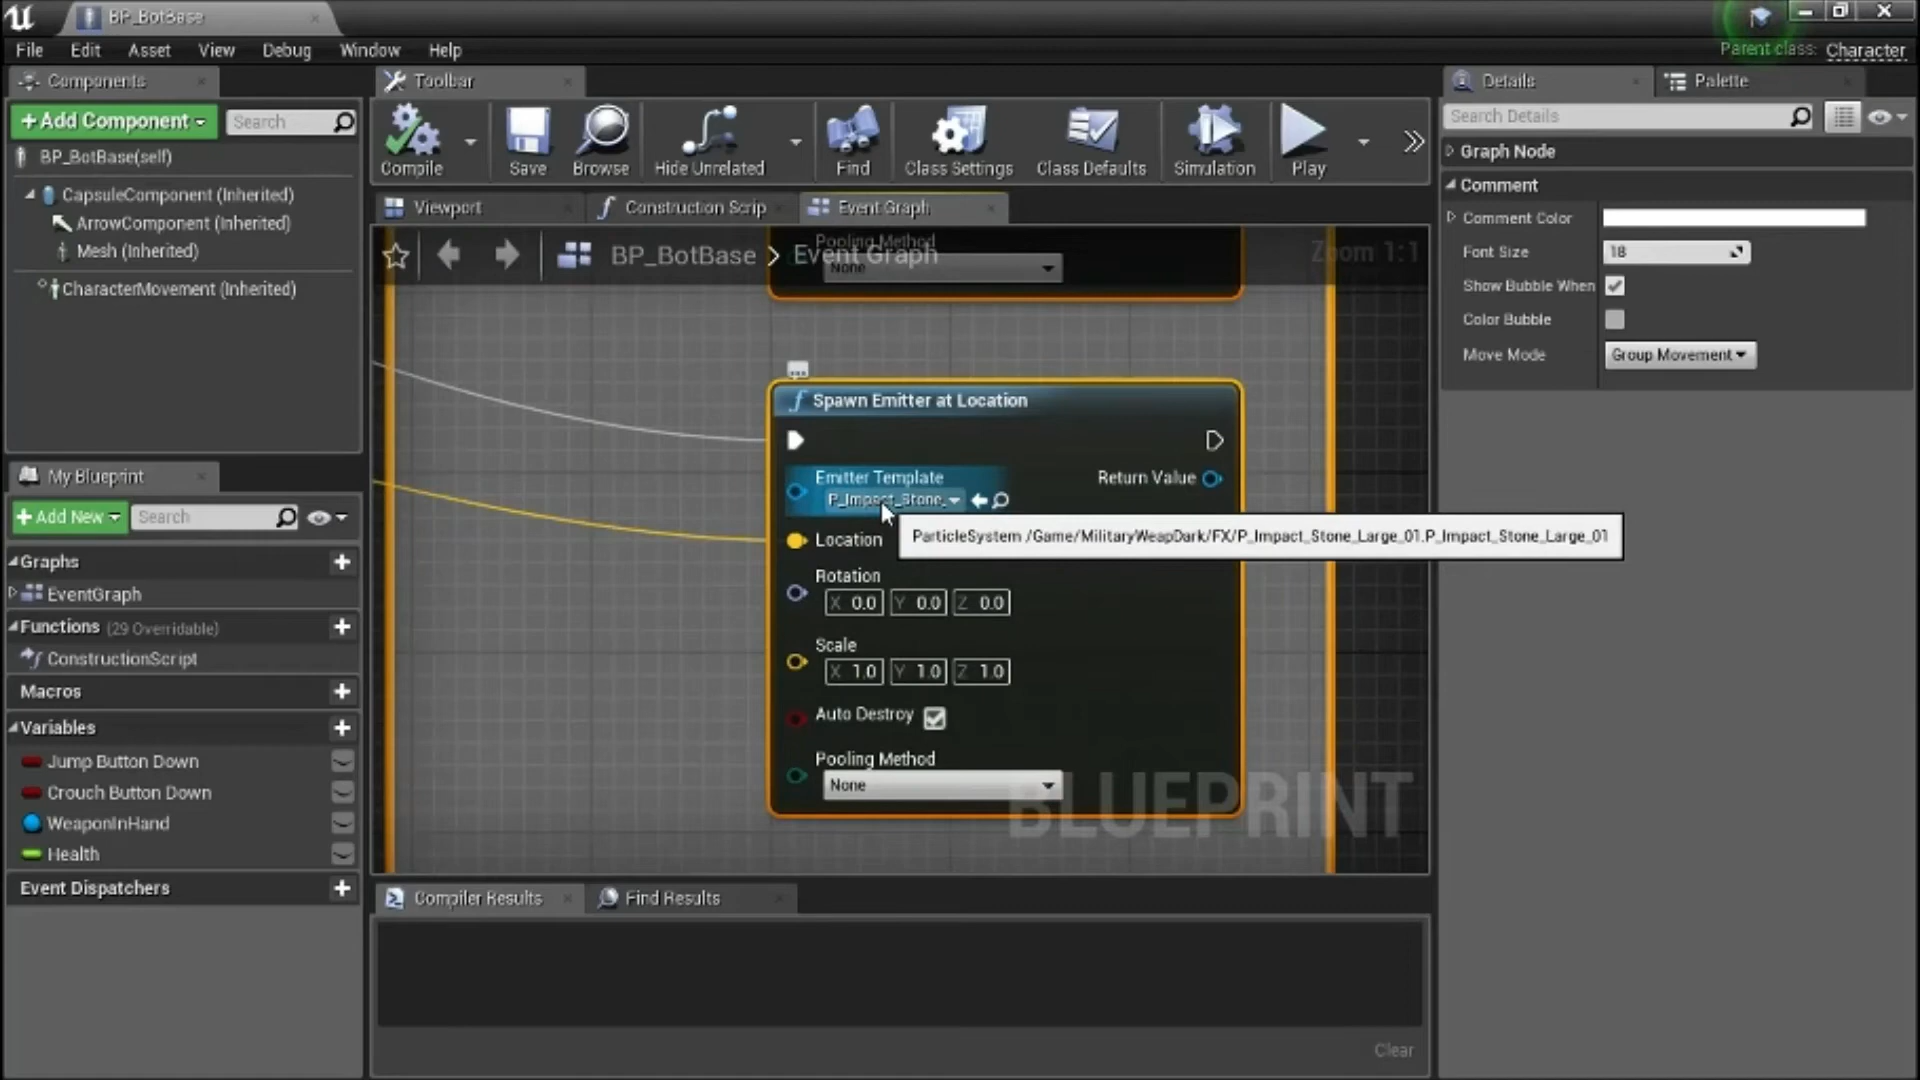 BP_BotBase
File Edit Asset View Debug Window Help
Parent class: Character
Components
+ Add Component
Search
BP_BotBase(self)
CapsuleComponent (Inherited)
ArrowComponent (Inherited)
Mesh (Inherited)
CharacterMovement (Inherited)
My Blueprint
+ Add New
Search
Graphs
EventGraph
Functions (29 Overridable)
ConstructionScript
Macros
Variables
Jump Button Down
Crouch Button Down
WeaponInHand
Health
Event Dispatchers
Toolbar
Compile
Save
Browse
Hide Unrelated
Find
Class Settings
Class Defaults
Simulation
Play
Viewport
Construction Scrip
Event Graph
BP_BotBase > Event Graph
Zoom 1:1
Pooling Method
None
Spawn Emitter at Location
Emitter Template
P_Impact_Stone_
Return Value
Location
ParticleSystem /Game/MilitaryWeapDark/FX/P_Impact_Stone_Large_01.P_Impact_Stone_Large_01
Rotation
X 0.0 Y 0.0 Z 0.0
Scale
X 1.0 Y 1.0 Z 1.0
Auto Destroy
Pooling Method
None
BLUEPRINT
Compiler Results
Find Results
Clear
Details
Palette
Search Details
Graph Node
Comment
Comment Color
Font Size 18
Show Bubble When
Color Bubble
Move Mode Group Movement